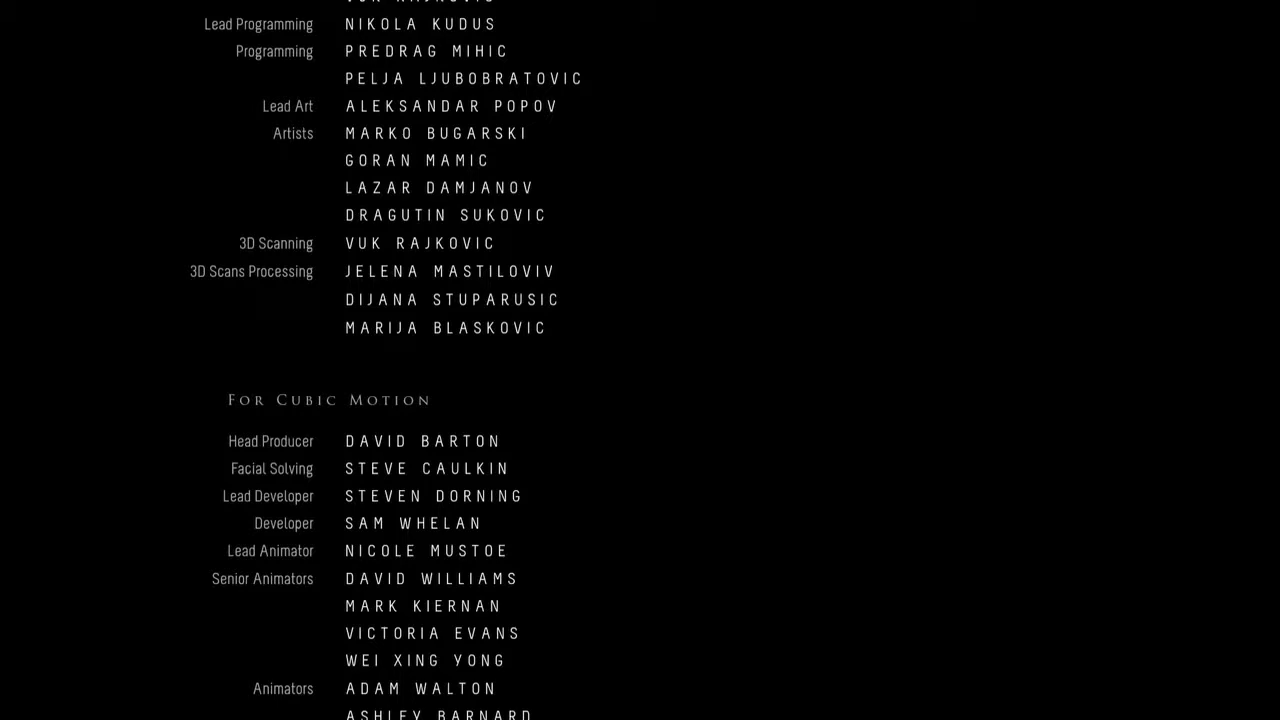 Lead Programming NIKOLA KUDUS
Programming PREDRAG MIHIC
PELJA LJUBOBRATOVIC
Lead Art ALEKSANDAR POPOV
Artists MARKO BUGARSKI
GORAN MAMIC
LAZAR DAMJANOV
DRAGUTIN SUKOVIC
3D Scanning VUK RAJKOVIC
3D Scans Processing JELENA MASTILOVIV
DIJANA STUPARUSIC
MARIJA BLASKOVIC
FOR CUBIC MOTION
Head Producer DAVID BARTON
Facial Solving STEVE CAULKIN
Lead Developer STEVEN DORNING
Developer SAM WHELAN
Lead Animator NICOLE MUSTOE
Senior Animators DAVID WILLIAMS
MARK KIERNAN
VICTORIA EVANS
WEI XING YONG
Animators ADAM WALTON
ASHLEY BARNARD